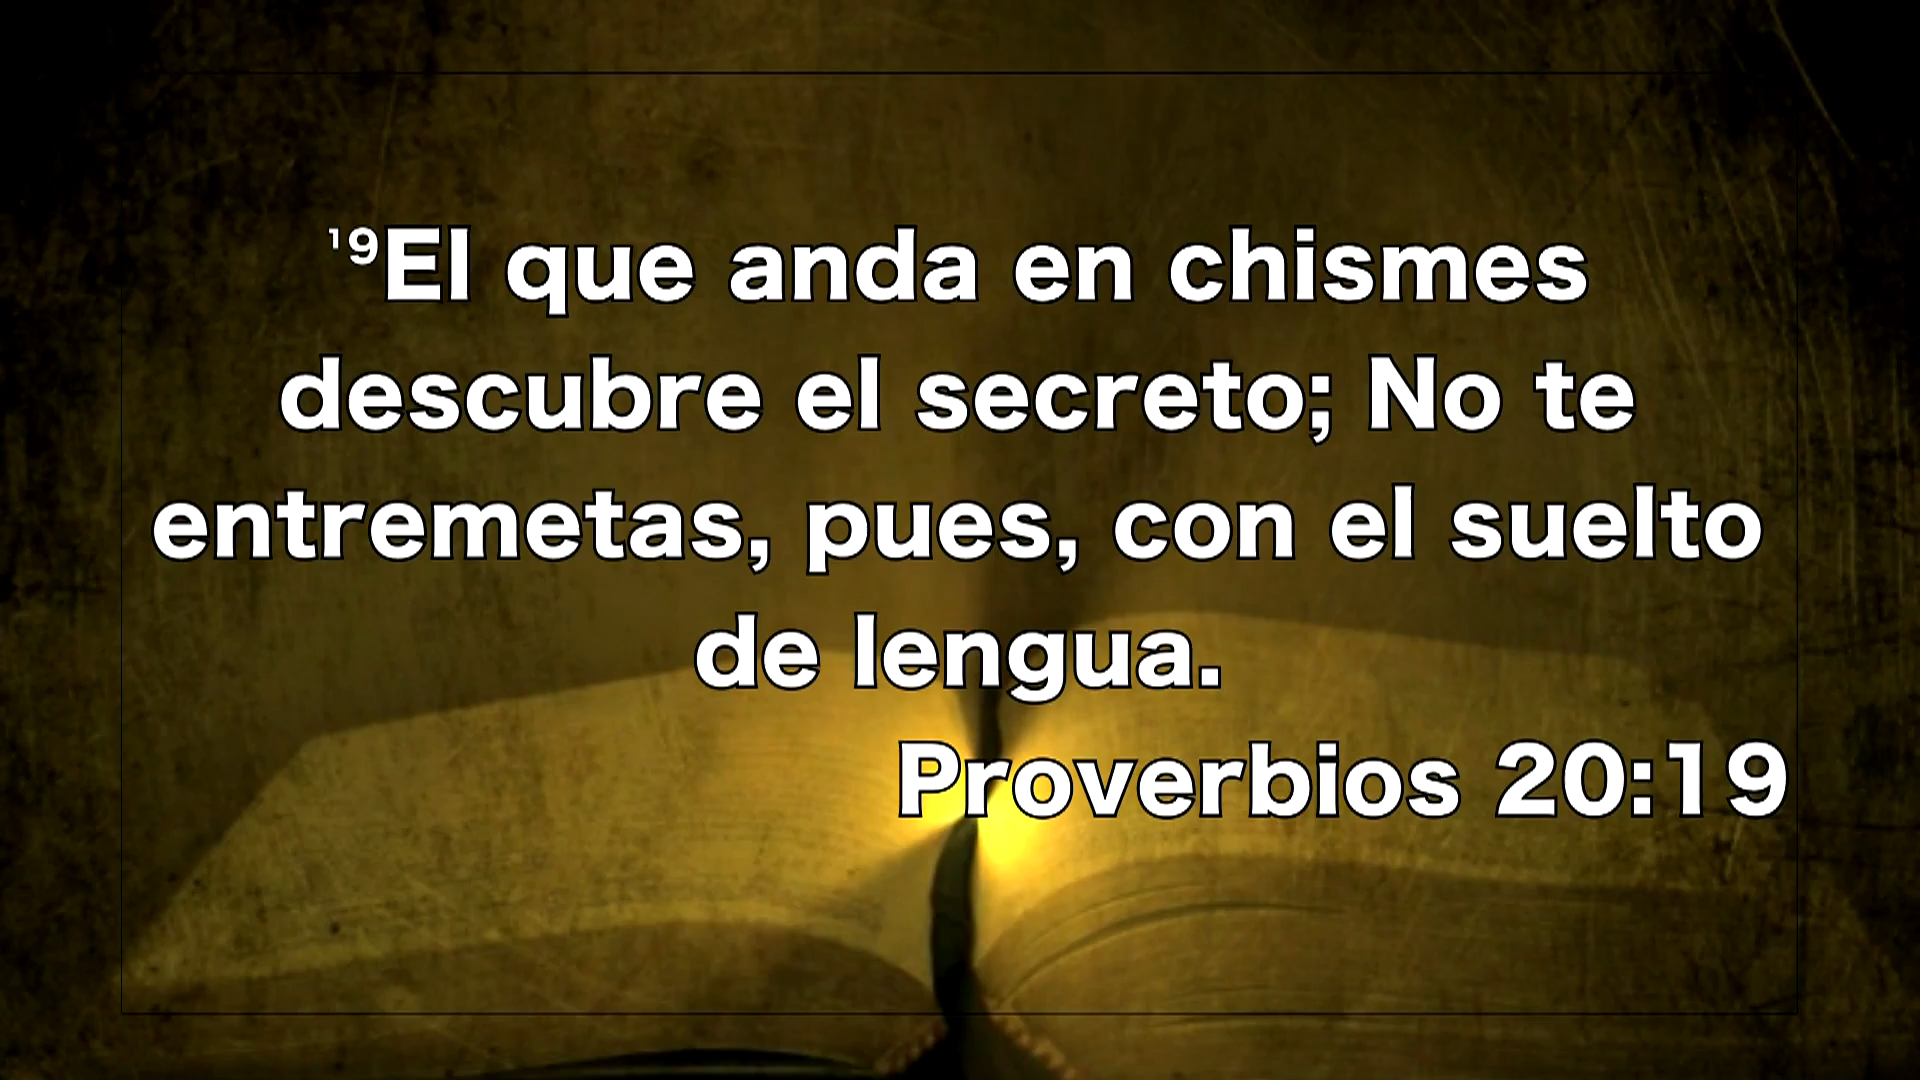 ¹⁹El que anda en chismes
descubre el secreto; No te
entremetas, pues, con el suelto
de lengua.
Proverbios 20:19